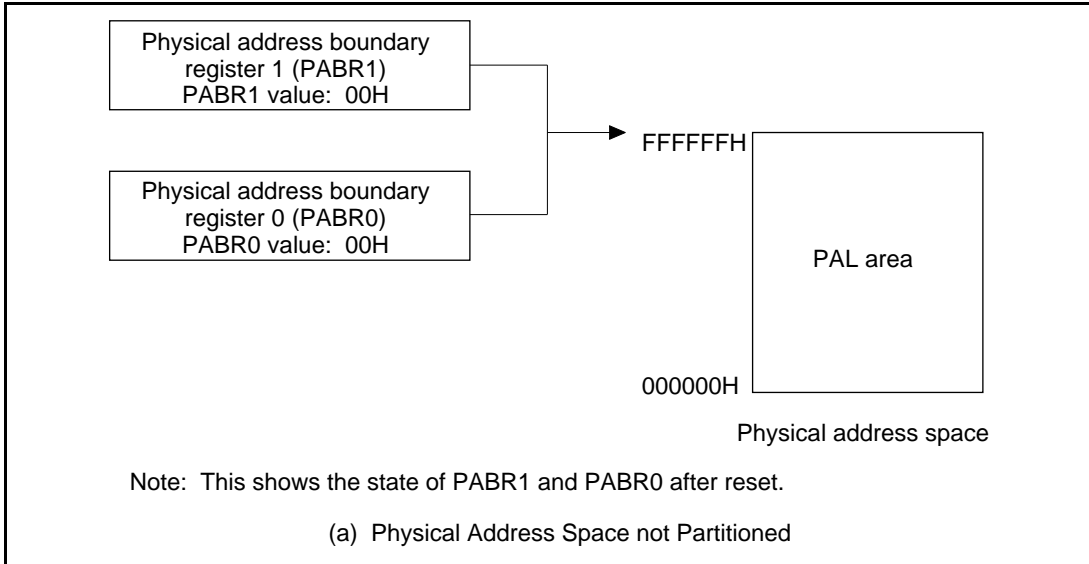 Physical address boundary
register 1 (PABR1)
PABR1 value:  00H
Physical address boundary
register 0 (PABR0)
PABR0 value:  00H
FFFFFFH
PAL area
000000H
Physical address space
Note:  This shows the state of PABR1 and PABR0 after reset.
(a)  Physical Address Space not Partitioned